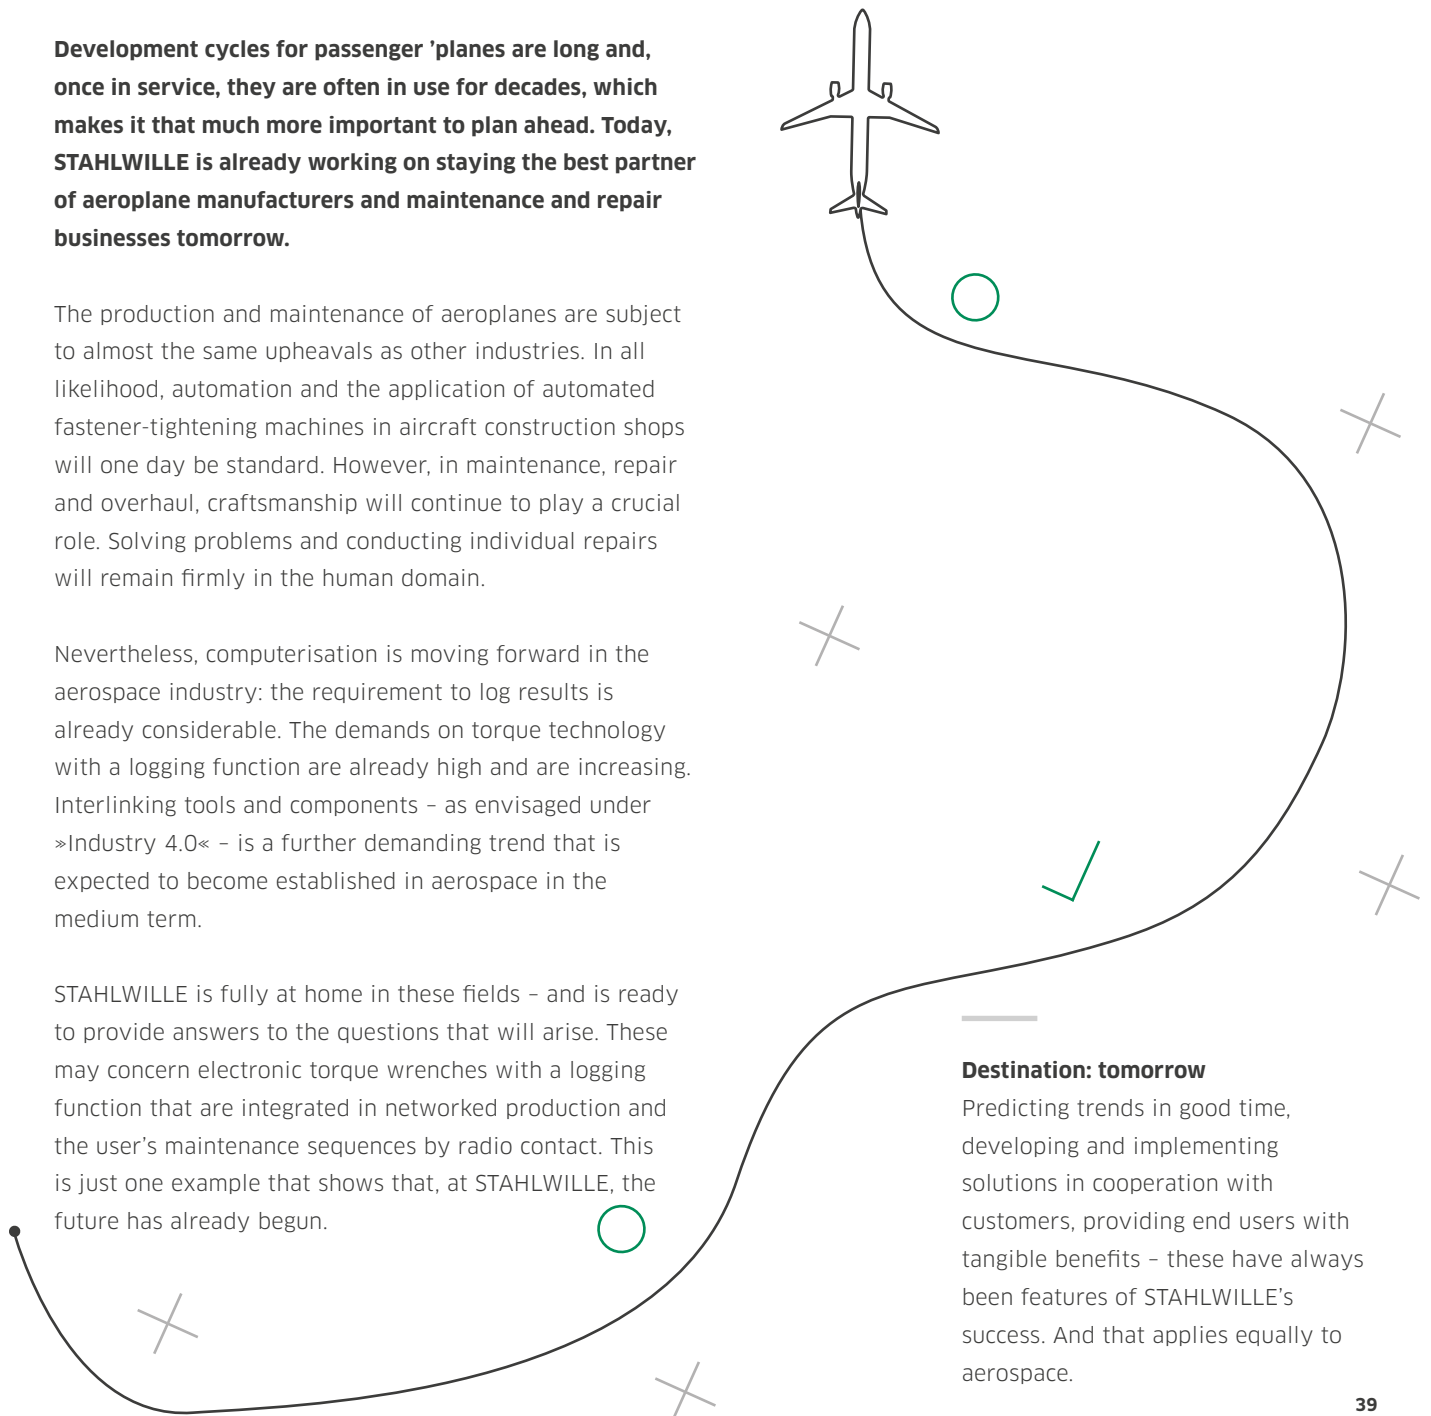 Development cycles for passenger ’planes are long and,
once in service, they are often in use for decades, which
makes it that much more important to plan ahead. Today,
STAHLWILLE is already working on staying the best partner
of aeroplane manufacturers and maintenance and repair
businesses tomorrow.
The production and maintenance of aeroplanes are subject
to almost the same upheavals as other industries. In all
likelihood, automation and the application of automated
fastener-tightening machines in aircraft construction shops
will one day be standard. However, in maintenance, repair
and overhaul, craftsmanship will continue to play a crucial
role. Solving problems and conducting individual repairs
will remain firmly in the human domain.
Nevertheless, computerisation is moving forward in the
aerospace industry: the requirement to log results is
already considerable. The demands on torque technology
with a logging function are already high and are increasing.
Interlinking tools and components – as envisaged under
»Industry 4.0« – is a further demanding trend that is
expected to become established in aerospace in the
medium term.
STAHLWILLE is fully at home in these fields – and is ready
to provide answers to the questions that will arise. These
may concern electronic torque wrenches with a logging
function that are integrated in networked production and
the user’s maintenance sequences by radio contact. This
is just one example that shows that, at STAHLWILLE, the
future has already begun.
Destination: tomorrow
Predicting trends in good time,
developing and implementing
solutions in cooperation with
customers, providing end users with
tangible benefits – these have always
been features of STAHLWILLE’s
success. And that applies equally to
aerospace.
39